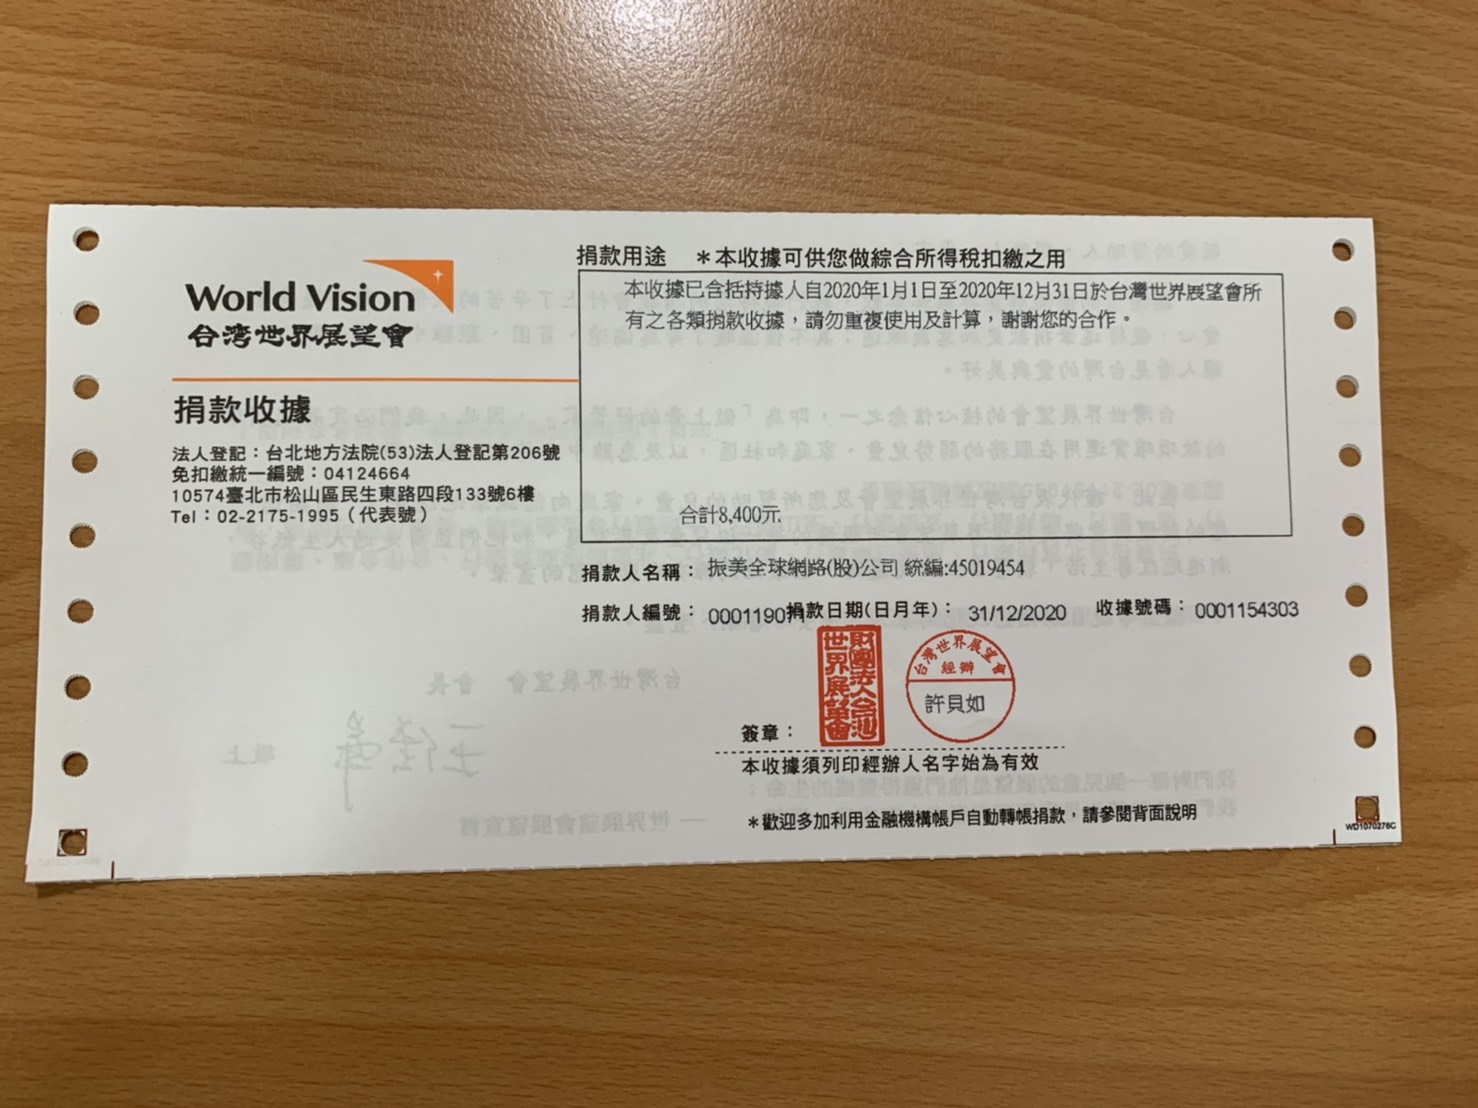 World Vision
台灣世界展望會
捐款收據
法人登記：台北地方法院(53)法人登記第206號
免扣繳統一編號：04124664
10574臺北市松山區民生東路四段133號6樓
Tel：02-2175-1995（代表號）
捐款用途 ＊本收據可供您做綜合所得稅扣繳之用
本收據已含括持據人自2020年1月1日至2020年12月31日於台灣世界展望會所
有之各類捐款收據，請勿重複使用及計算，謝謝您的合作。
合計8,400元
捐款人名稱： 振美全球網路(股)公司 統編:45019454
捐款人編號： 捐款日期(日月年)： 31/12/2020 收據號碼： 0001154303
財團法人台灣
世界展望會
台灣世界展望會
經辦
許貝如
簽章：
本收據須列印經辦人名字始為有效
＊歡迎多加利用金融機構帳戶自動轉帳捐款，請參閱背面說明
WD1070276C